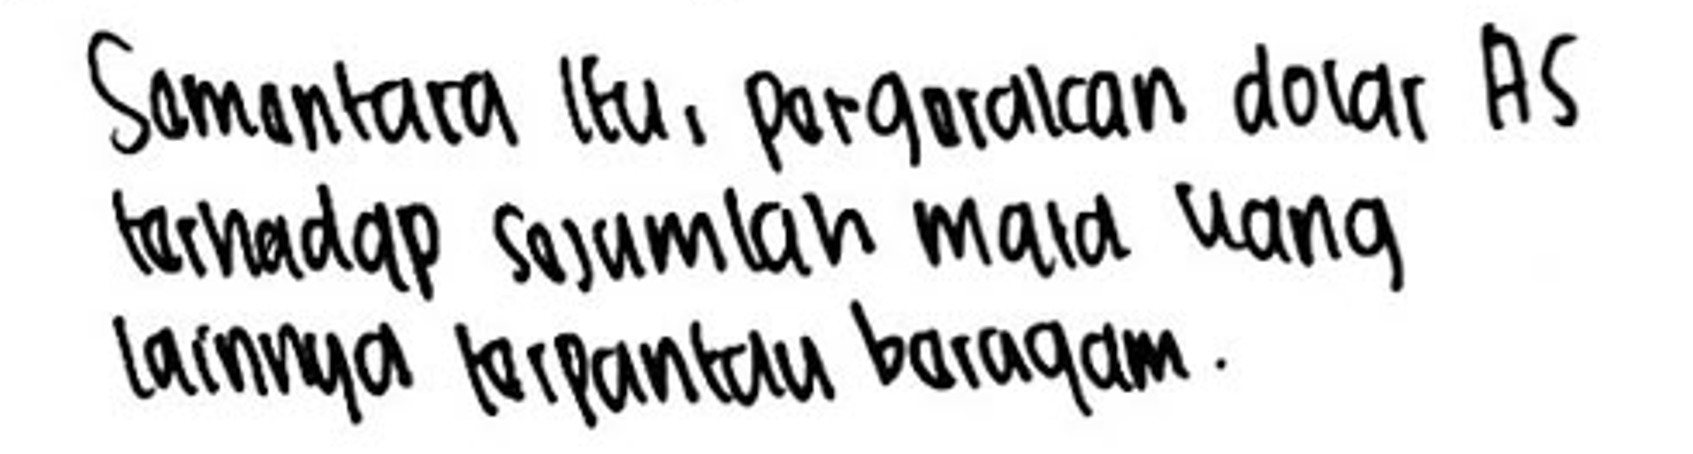 Sementara itu, pergerakan dolar AS
terhadap sejumlah mata uang
lainnya terpantau beragam.